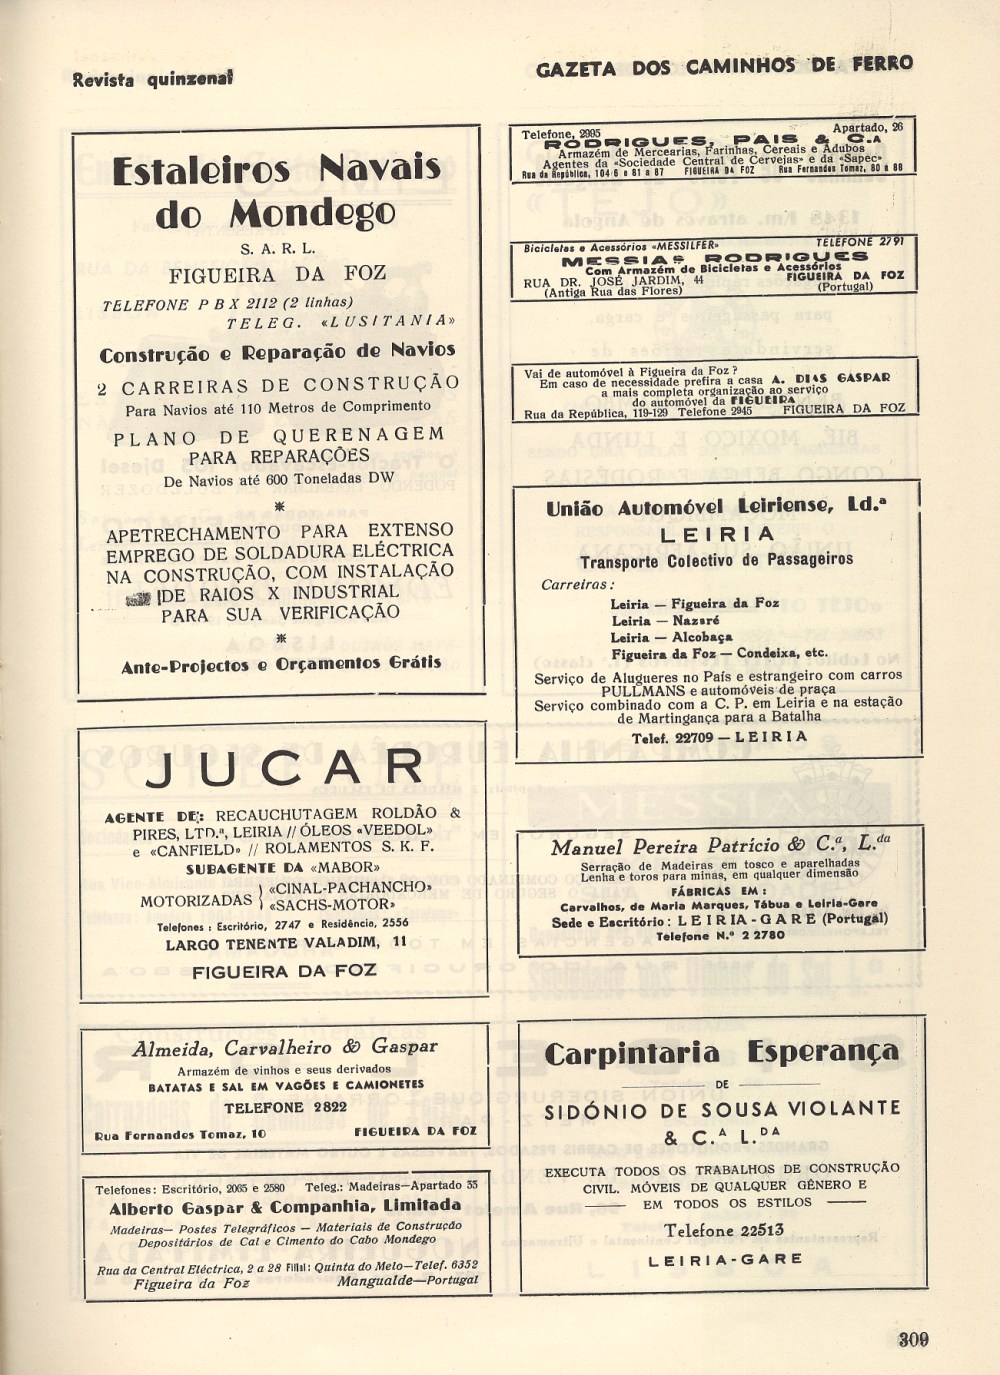 Revista quinzenal
GAZETA DOS CAMINHOS DE FERRO
Estaleiros Navais
do Mondego
S. A. R. L.
FIGUEIRA DA FOZ
TELEFONE P B X 2112 (2 linhas)
TELEG. «LUSITANIA»
Construção e Reparação de Navios
2 CARREIRAS DE CONSTRUÇÃO
Para Navios até 110 Metros de Comprimento
PLANO DE QUERENAGEM
PARA REPARAÇÕES
De Navios até 600 Toneladas DW
*
APETRECHAMENTO PARA EXTENSO
EMPREGO DE SOLDADURA ELÉCTRICA
NA CONSTRUÇÃO, COM INSTALAÇÃO
DE RAIOS X INDUSTRIAL
PARA SUA VERIFICAÇÃO
*
Ante-Projectos e Orçamentos Grátis
JUCAR
AGENTE DE: RECAUCHUTAGEM ROLDÃO &
PIRES, LTD.ª, LEIRIA // ÓLEOS «VEEDOL»
e «CANFIELD» // ROLAMENTOS S. K. F.
SUBAGENTE DA «MABOR»
MOTORIZADAS } «CINAL-PACHANCHO»
«SACHS-MOTOR»
Telefones: Escritório, 2747 e Residência, 2556
LARGO TENENTE VALADIM, 11
FIGUEIRA DA FOZ
Almeida, Carvalheiro & Gaspar
Armazém de vinhos e seus derivados
BATATAS E SAL EM VAGÕES E CAMIONETES
TELEFONE 2822
Rua Fernandes Tomaz, 10 FIGUEIRA DA FOZ
Telefones: Escritório, 2065 e 2580 Teleg.: Madeiras—Apartado 35
Alberto Gaspar & Companhia, Limitada
Madeiras— Postes Telegráficos — Materiais de Construção
Depositários de Cal e Cimento do Cabo Mondego
Rua da Central Eléctrica, 2 a 28 Filial: Quinta do Melo—Telef. 6352
Figueira da Foz Mangualde—Portugal
Telefone, 2995 Apartado, 26
RODRIGUES, PAIS & C.A
Armazém de Mercearias, Farinhas, Cereais e Adubos
Agentes da «Sociedade Central de Cervejas» e da «Sapec»
Rua da República, 104-6 e 81 a 87 FIGUEIRA DA FOZ Rua Fernandes Tomaz, 80 a 88
Bicicletas e Acessórios «MESSILFER» TELEFONE 2791
MESSIAS RODRIGUES
Com Armazém de Bicicletas e Acessórios
RUA DR. JOSÉ JARDIM, 44 FIGUEIRA DA FOZ
(Antiga Rua das Flores) (Portugal)
Vai de automóvel à Figueira da Foz ?
Em caso de necessidade prefira a casa A. DIAS GASPAR
a mais completa organização ao serviço
do automóvel da FIGUEIRA
Rua da República, 119-129 Telefone 2945 FIGUEIRA DA FOZ
União Automóvel Leiriense, Ld.ª
LEIRIA
Transporte Colectivo de Passageiros
Carreiras :
Leiria — Figueira da Foz
Leiria — Nazaré
Leiria — Alcobaça
Figueira da Foz — Condeixa, etc.
Serviço de Alugueres no País e estrangeiro com carros
PULLMANS e automóveis de praça
Serviço combinado com a C. P. em Leiria e na estação
de Martingança para a Batalha
Telef. 22709 — LEIRIA
Manuel Pereira Patrício & C.ª, L.da
Serração de Madeiras em tosco e aparelhadas
Lenha e toros para minas, em qualquer dimensão
FÁBRICAS EM :
Carvalhos, de Maria Marques, Tábua e Leiria-Gare
Sede e Escritório : LEIRIA-GARE (Portugal)
Telefone N.º 2 2780
Carpintaria Esperança
DE
SIDÓNIO DE SOUSA VIOLANTE
& C.A L.DA
EXECUTA TODOS OS TRABALHOS DE CONSTRUÇÃO
CIVIL. MÓVEIS DE QUALQUER GÉNERO E
EM TODOS OS ESTILOS
Telefone 22513
LEIRIA-GARE
309